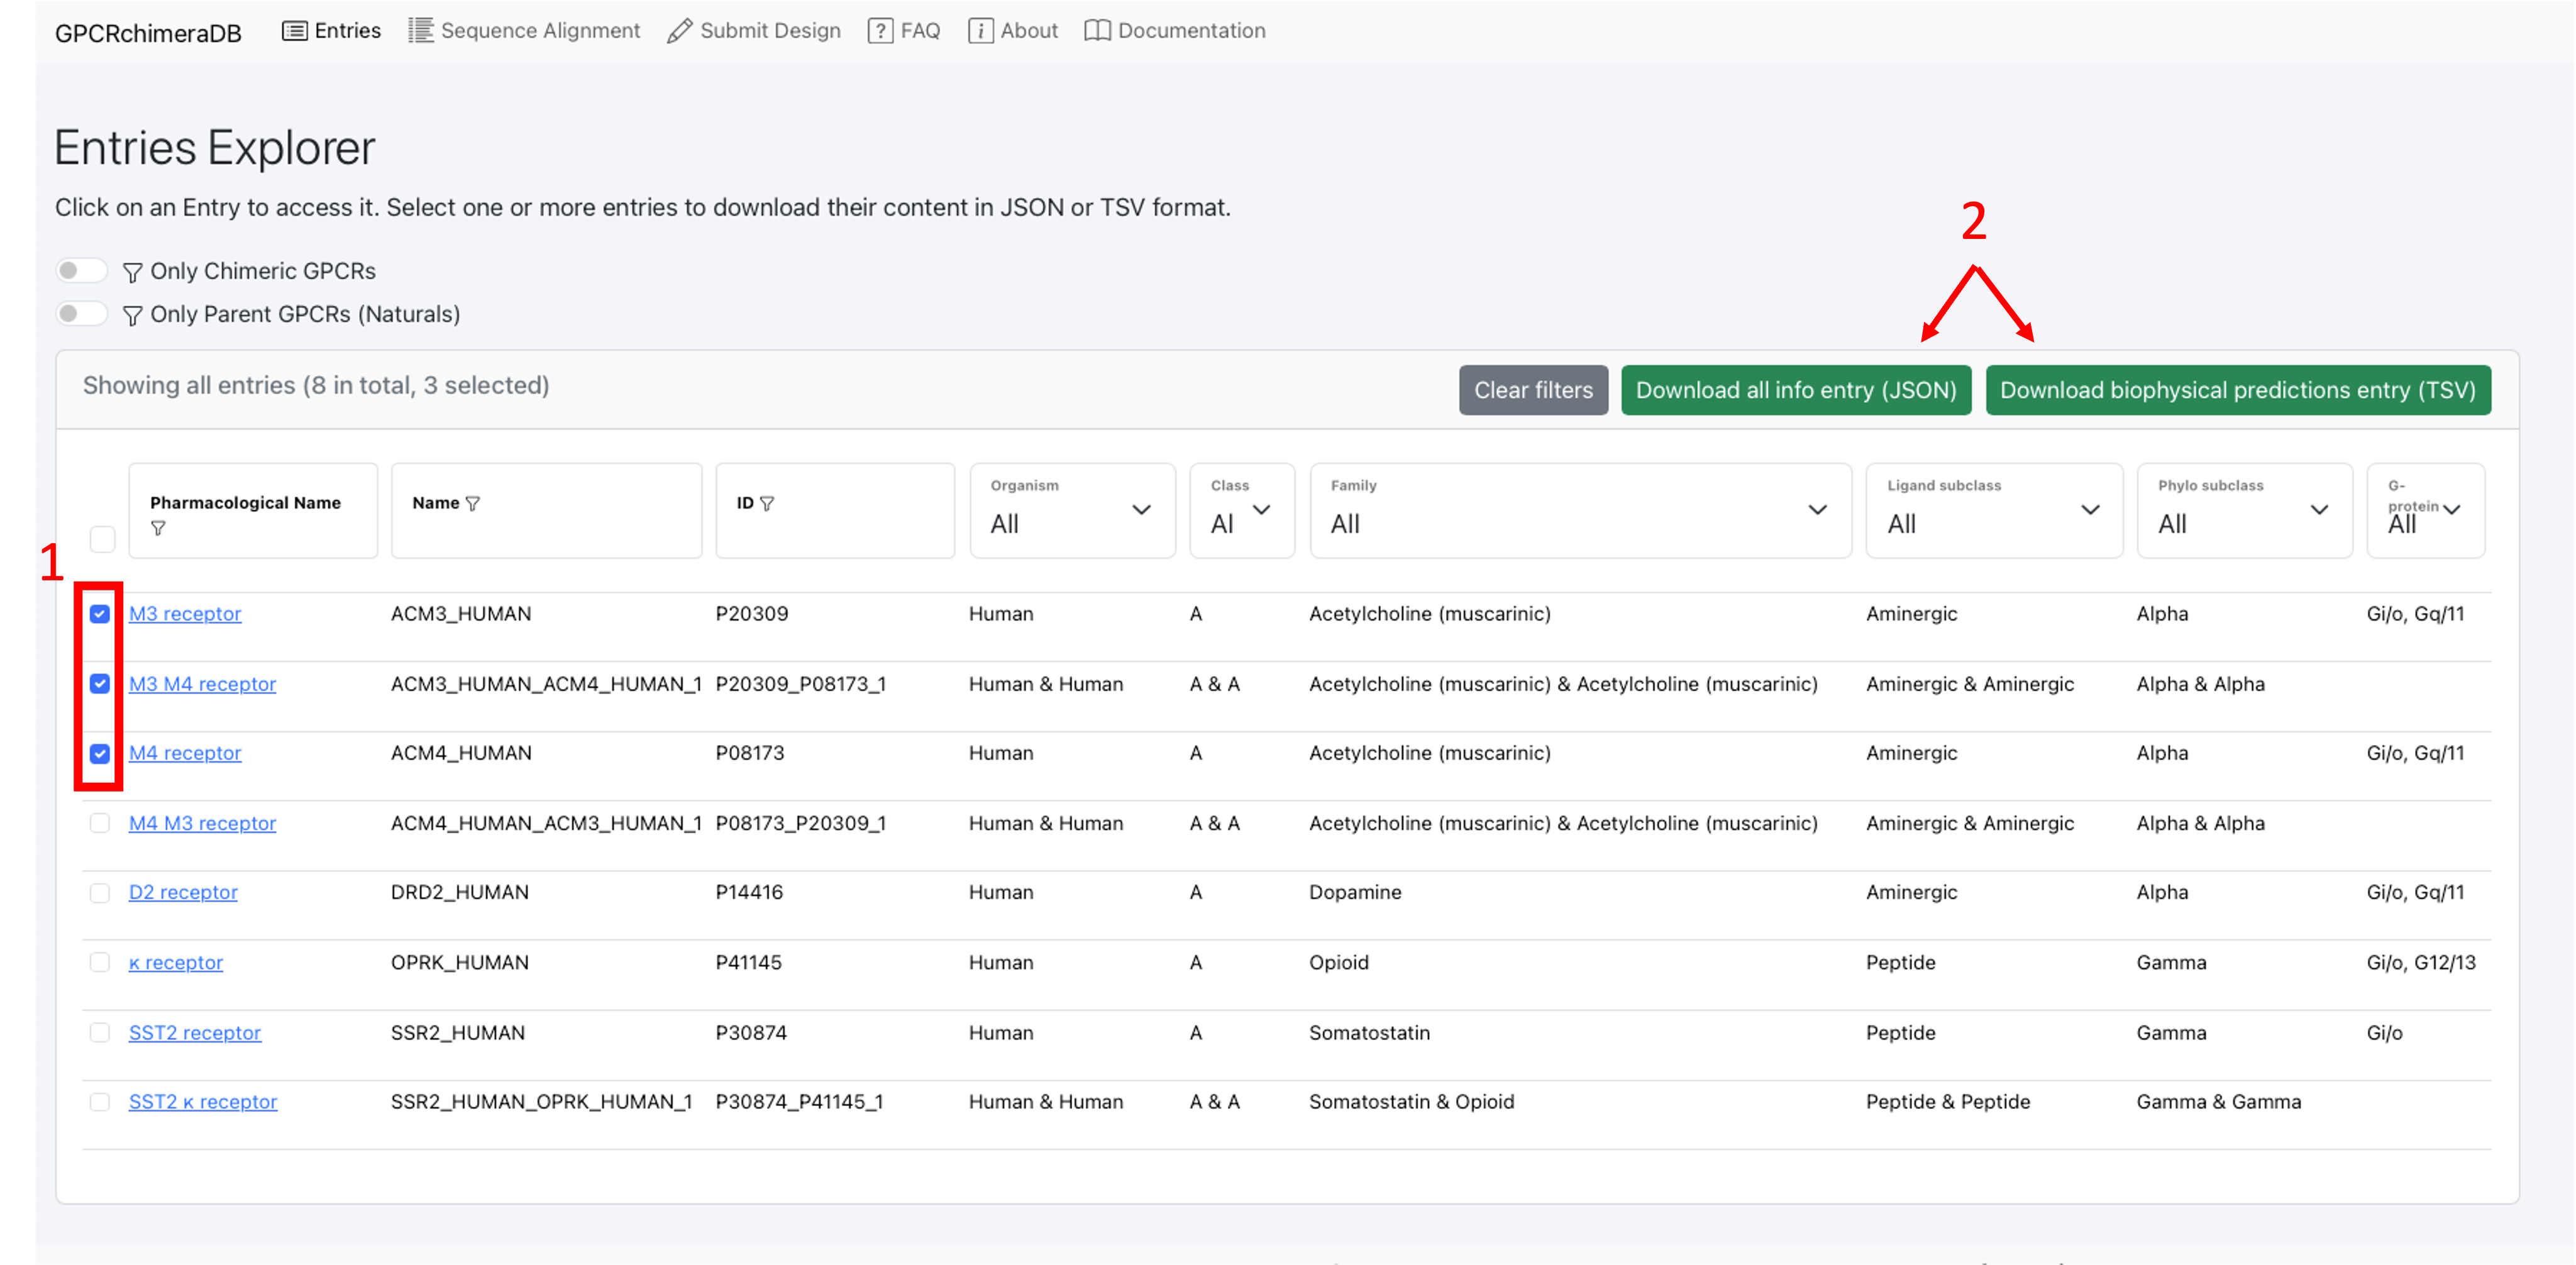 GPCRchimeraDB Entries Sequence Alignment Submit Design FAQ About Documentation
Entries Explorer
Click on an Entry to access it. Select one or more entries to download their content in JSON or TSV format.
2
Only Chimeric GPCRs
Only Parent GPCRs (Naturals)
Showing all entries (8 in total, 3 selected) Clear filters Download all info entry (JSON) Download biophysical predictions entry (TSV)
Pharmacological Name Name ID Organism All Class Al Family All Ligand subclass All Phylo subclass All G-protein All
1
M3 receptor ACM3_HUMAN P20309 Human A Acetylcholine (muscarinic) Aminergic Alpha Gi/o, Gq/11
M3 M4 receptor ACM3_HUMAN_ACM4_HUMAN_1 P20309_P08173_1 Human & Human A & A Acetylcholine (muscarinic) & Acetylcholine (muscarinic) Aminergic & Aminergic Alpha & Alpha
M4 receptor ACM4_HUMAN P08173 Human A Acetylcholine (muscarinic) Aminergic Alpha Gi/o, Gq/11
M4 M3 receptor ACM4_HUMAN_ACM3_HUMAN_1 P08173_P20309_1 Human & Human A & A Acetylcholine (muscarinic) & Acetylcholine (muscarinic) Aminergic & Aminergic Alpha & Alpha
D2 receptor DRD2_HUMAN P14416 Human A Dopamine Aminergic Alpha Gi/o, Gq/11
κ receptor OPRK_HUMAN P41145 Human A Opioid Peptide Gamma Gi/o, G12/13
SST2 receptor SSR2_HUMAN P30874 Human A Somatostatin Peptide Gamma Gi/o
SST2 κ receptor SSR2_HUMAN_OPRK_HUMAN_1 P30874_P41145_1 Human & Human A & A Somatostatin & Opioid Peptide & Peptide Gamma & Gamma